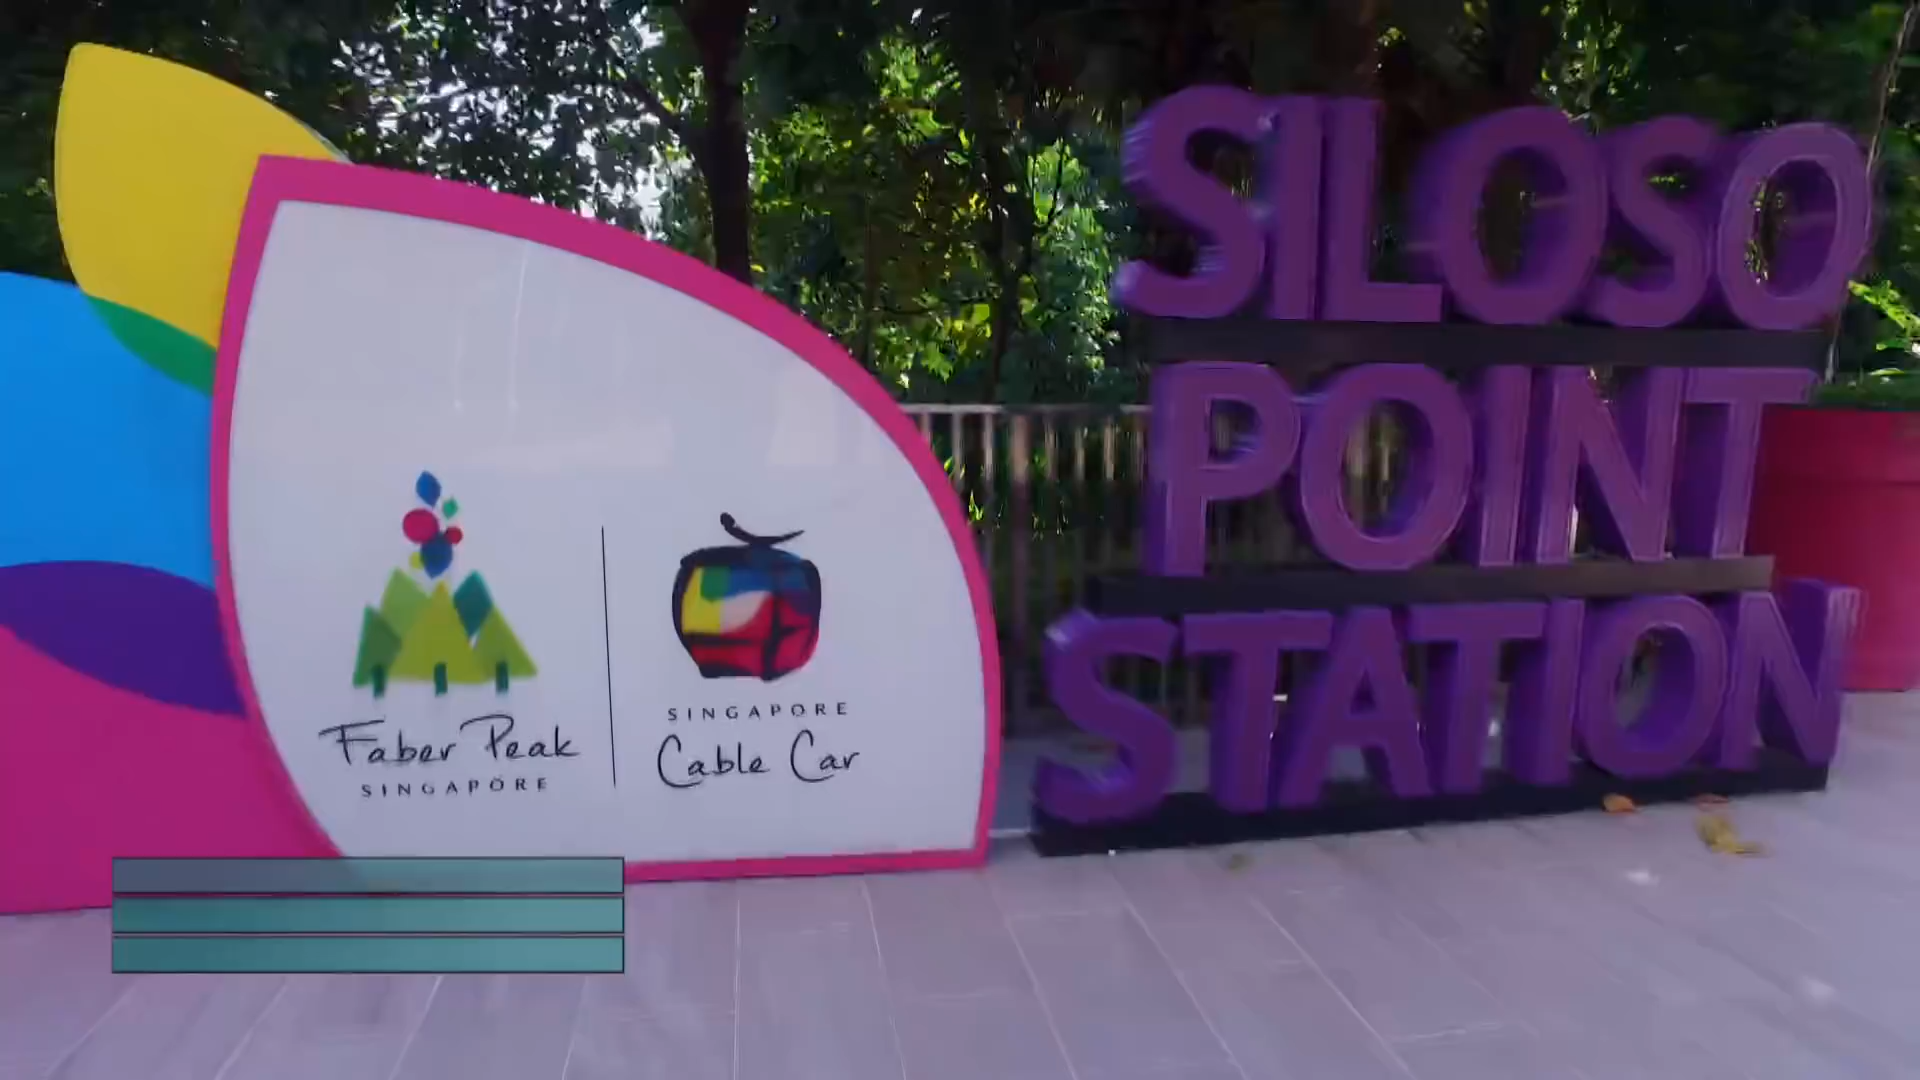 Faber Peak
SINGAPORE
SINGAPORE
Cable Car
SILOSO
POINT
STATION